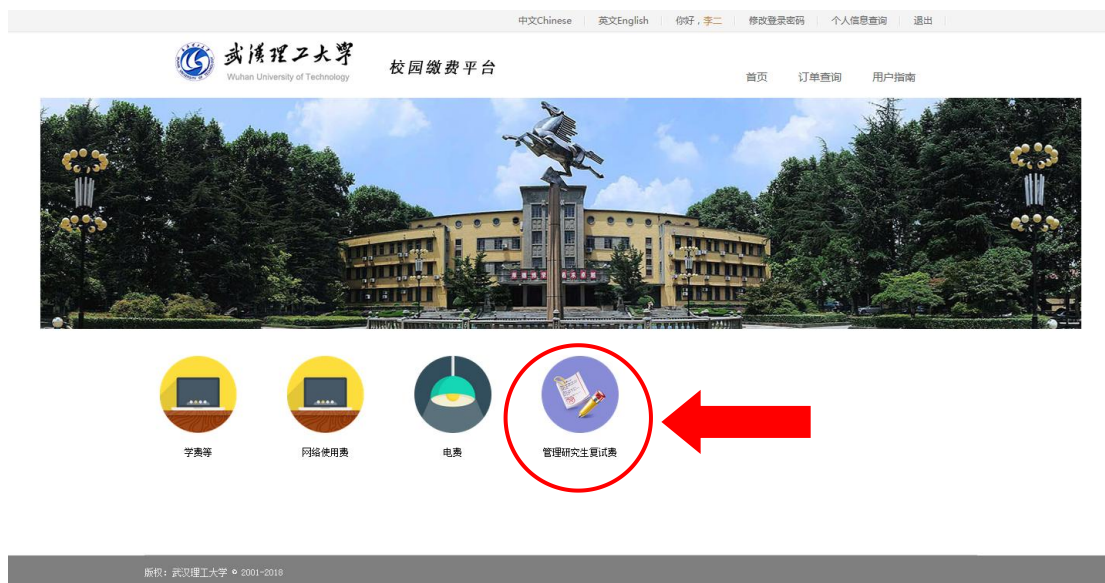 中文Chinese 英文English 你好，李二 修改登录密码 个人信息查询 退出
武汉理工大学
Wuhan University of Technology
校园缴费平台
首页 订单查询 用户指南
学费等 网络使用费 电费 管理研究生复试费
版权：武汉理工大学 © 2001-2016